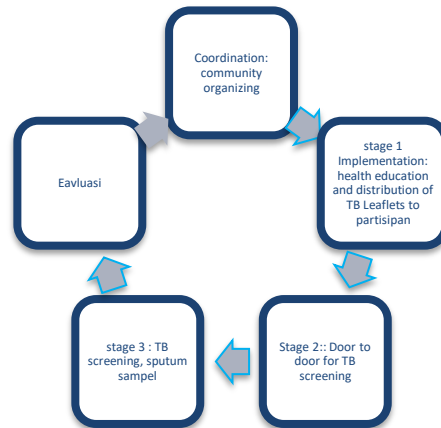 Coordination:
community
organizing
stage 1
Implementation:
health education
and distribution of
TB Leaflets to
partisipan
Stage 2:: Door to
door for TB
screening
stage 3 : TB
screening, sputum
sampel
Eavluasi